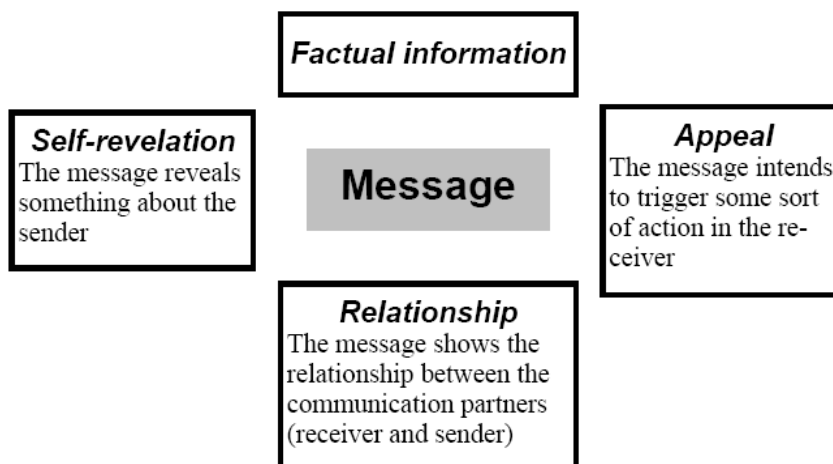 Factual information
Self-revelation
The message reveals
something about the
sender
Message
Appeal
The message intends
to trigger some sort
of action in the re-
ceiver
Relationship
The message shows the
relationship between the
communication partners
(receiver and sender)